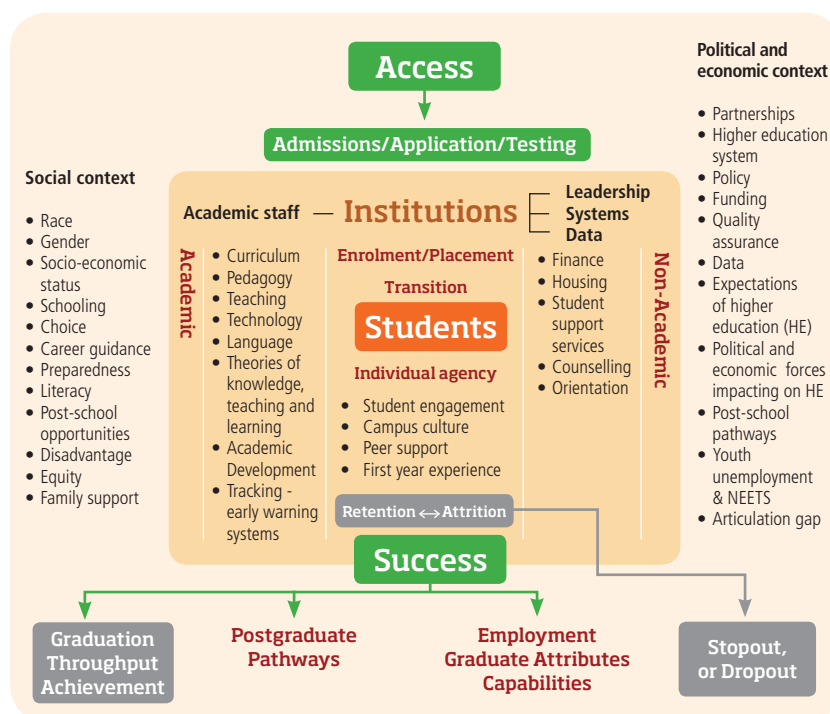 Access
Admissions/Application/Testing
Social context
• Race
• Gender
• Socio-economic
status
• Schooling
• Choice
• Career guidance
• Preparedness
• Literacy
• Post-school
opportunities
• Disadvantage
• Equity
• Family support
Academic staff — Institutions
Leadership
Systems
Data
Academic
• Curriculum
• Pedagogy
• Teaching
• Technology
• Language
• Theories of
knowledge,
teaching and
learning
• Academic
Development
• Tracking -
early warning
systems
Enrolment/Placement
Transition
Students
Individual agency
• Student engagement
• Campus culture
• Peer support
• First year experience
Retention ↔ Attrition
• Finance
• Housing
• Student
support
services
• Counselling
• Orientation
Non-Academic
Political and
economic context
• Partnerships
• Higher education
system
• Policy
• Funding
• Quality
assurance
• Data
• Expectations
of higher
education (HE)
• Political and
economic forces
impacting on HE
• Post-school
pathways
• Youth
unemployment
& NEETS
• Articulation gap
Success
Graduation
Throughput
Achievement
Postgraduate
Pathways
Employment
Graduate Attributes
Capabilities
Stopout,
or Dropout